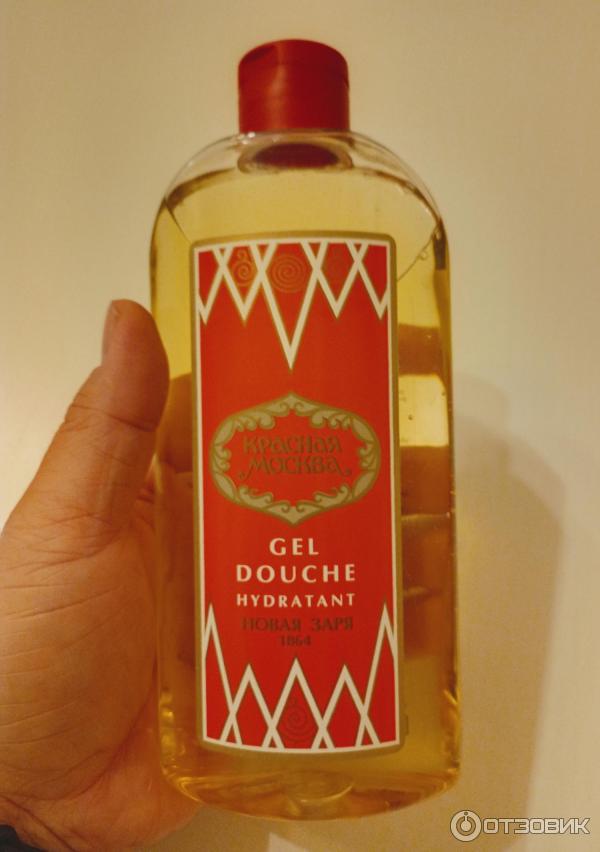 Красная
Москва
GEL
DOUCHE
HYDRATANT
НОВАЯ ЗАРЯ
1864
ОТЗОВИК